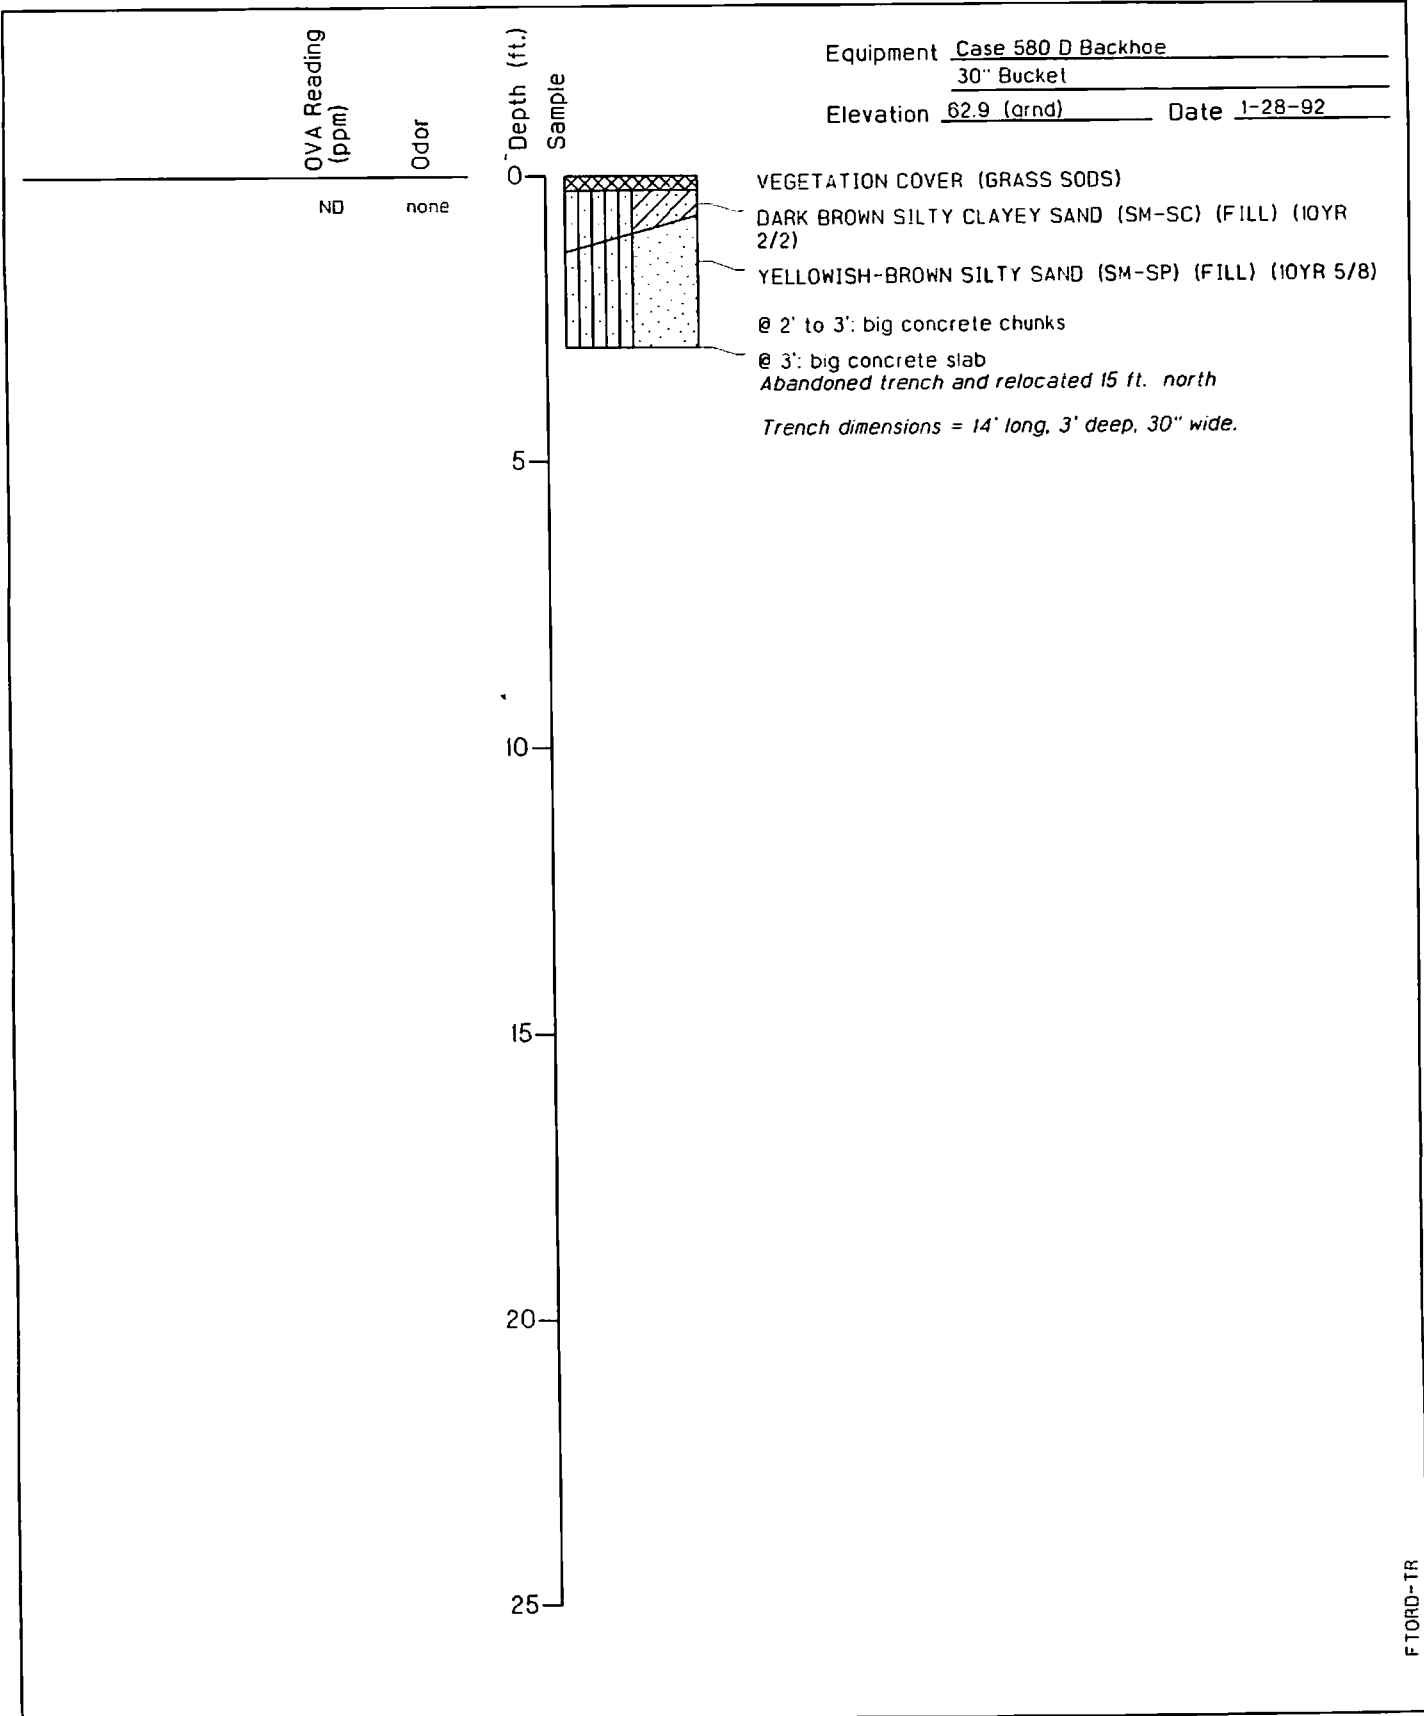 OVA Reading
(ppm)
Odor
Depth (ft.)
Sample
Equipment Case 580 D Backhoe
30" Bucket
Elevation 62.9 (grnd) Date 1-28-92
ND none
0
5
10
15
20
25
VEGETATION COVER (GRASS SODS)
DARK BROWN SILTY CLAYEY SAND (SM-SC) (FILL) (10YR
2/2)
YELLOWISH-BROWN SILTY SAND (SM-SP) (FILL) (10YR 5/8)
@ 2' to 3': big concrete chunks
@ 3': big concrete slab
Abandoned trench and relocated 15 ft. north
Trench dimensions = 14' long, 3' deep, 30" wide.
FTORD-TR